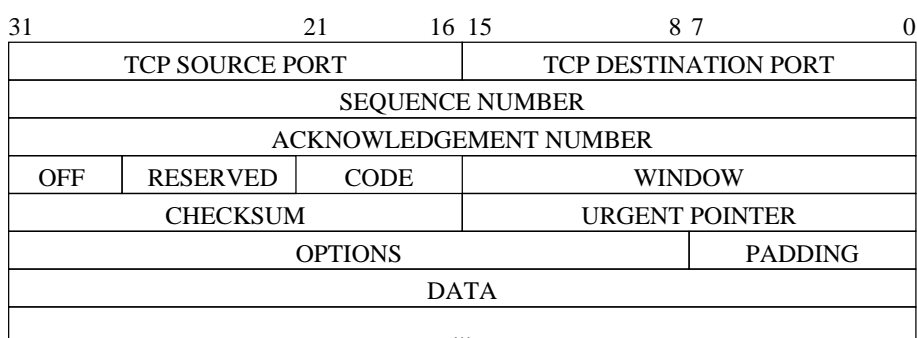 31 21 16 15 8 7 0
TCP SOURCE PORT TCP DESTINATION PORT
SEQUENCE NUMBER
ACKNOWLEDGEMENT NUMBER
OFF RESERVED CODE WINDOW
CHECKSUM URGENT POINTER
OPTIONS PADDING
DATA
...